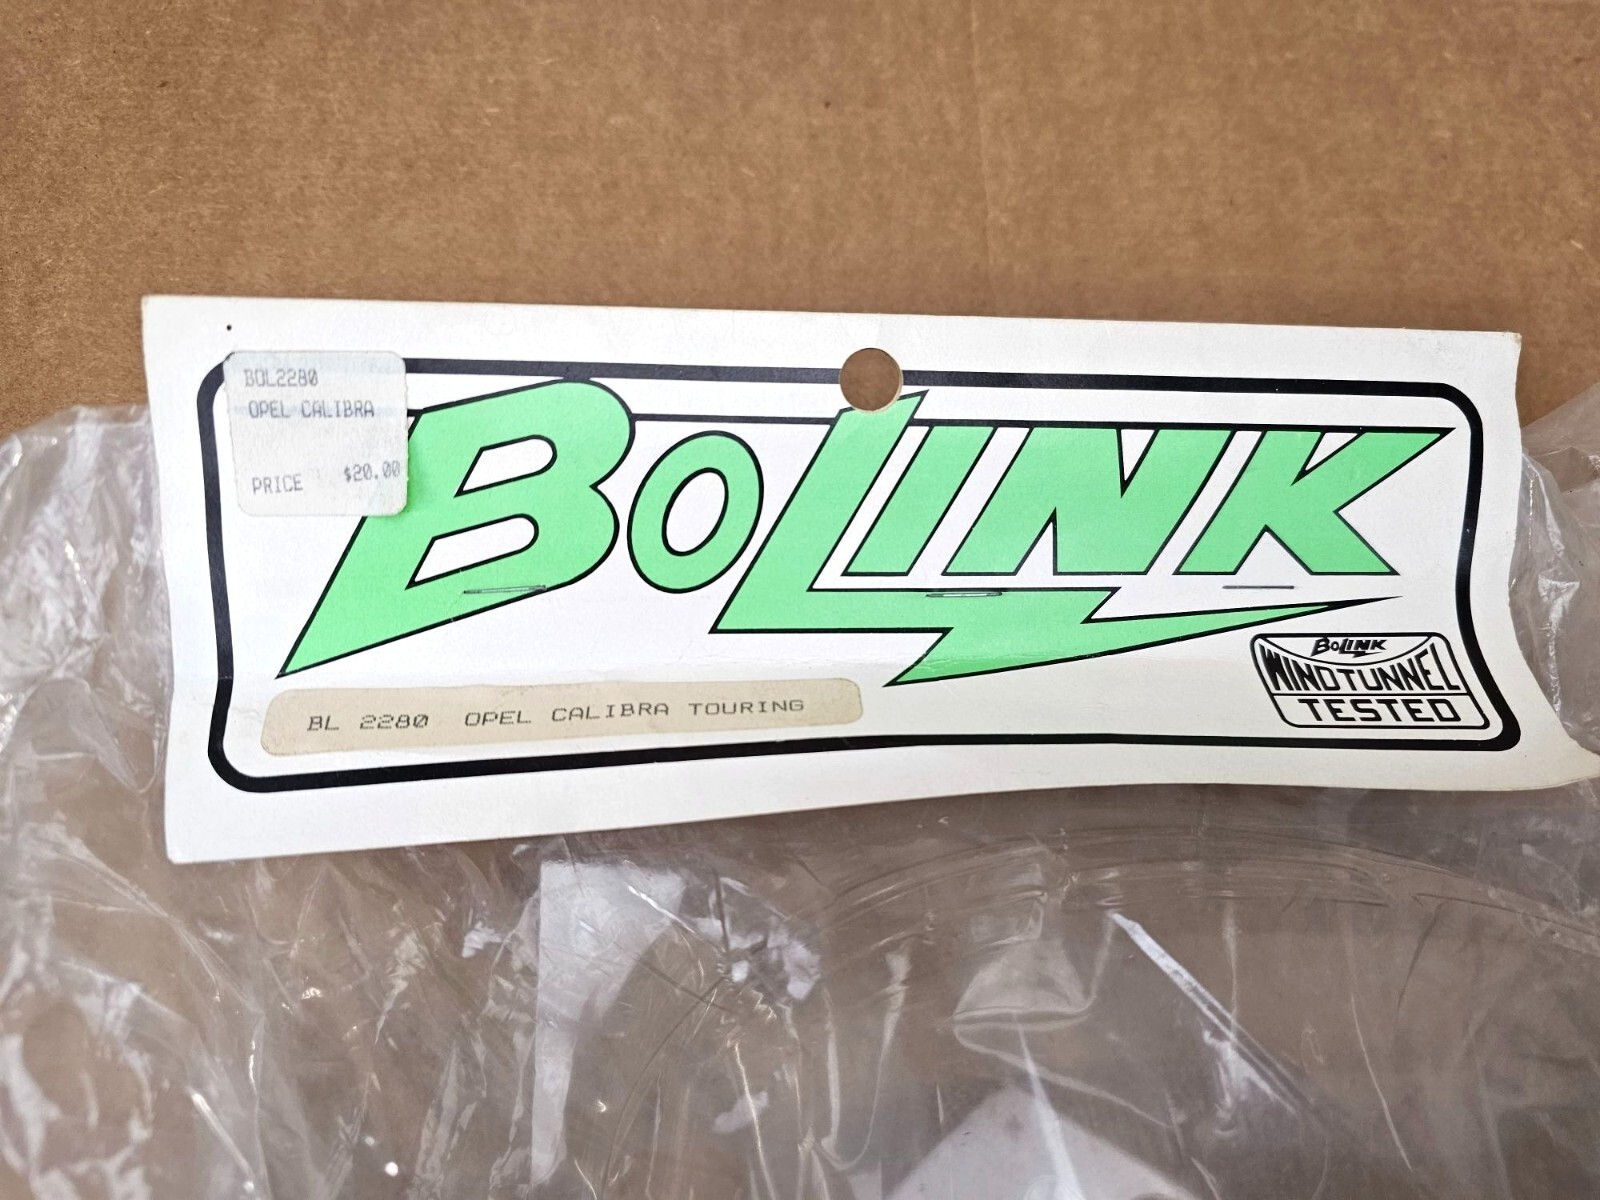 BOL2280
OPEL CALIBRA
PRICE $20.00
BOLINK
BL 2280 OPEL CALIBRA TOURING
BOLINK
WINDTUNNEL
TESTED